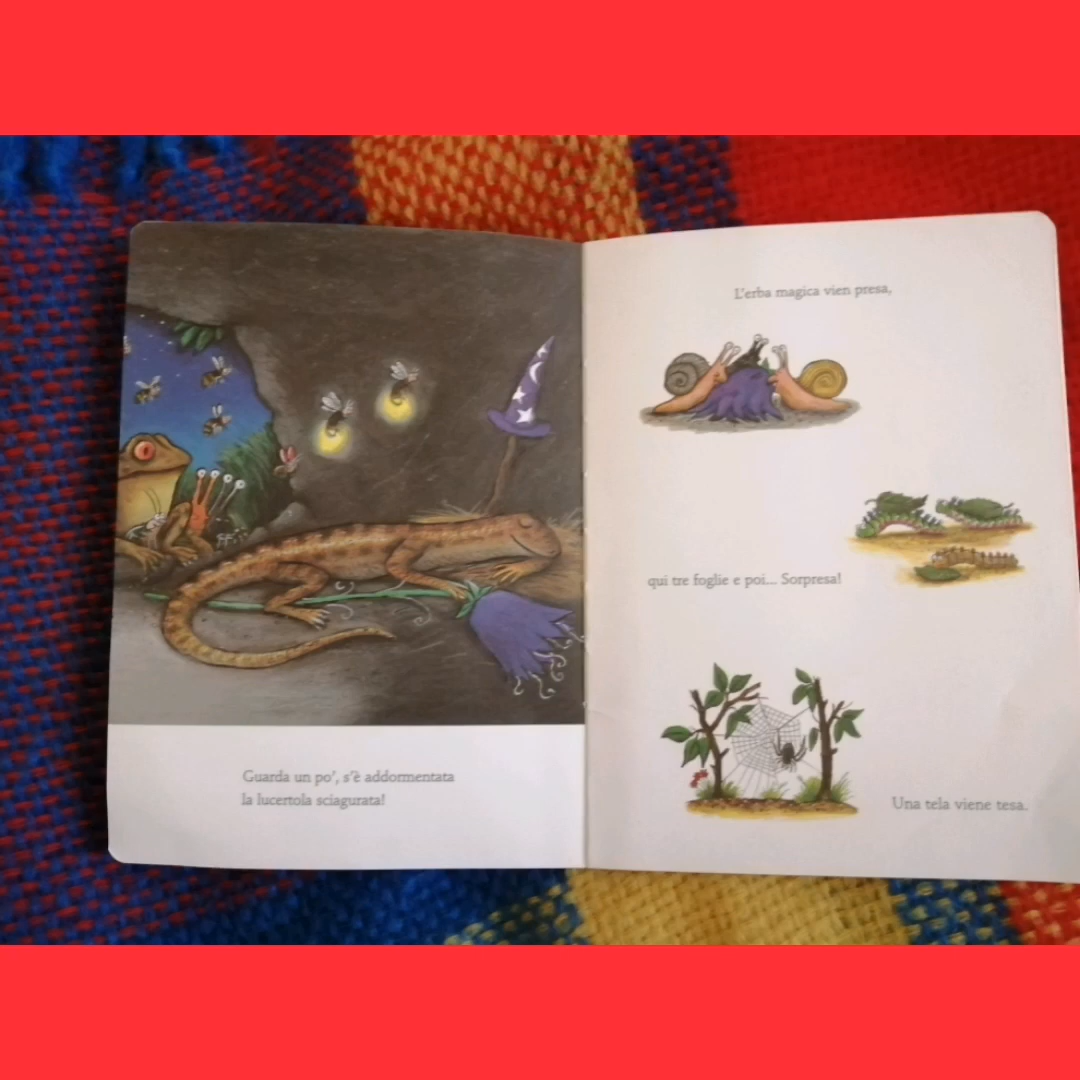 Guarda un po', s'è addormentata
la lucertola sciagurata!
L'erba magica vien presa,
qui tre foglie e poi... Sorpresa!
Una tela viene tesa.